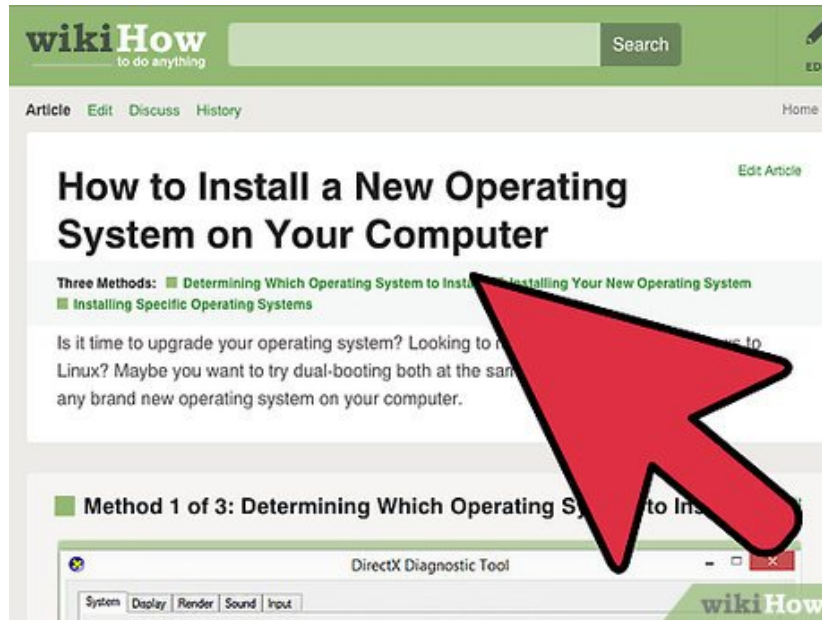 wikiHow
to do anything
Search
ED
Article Edit Discuss History
Home
Edit Article
How to Install a New Operating
System on Your Computer
Three Methods: Determining Which Operating System to Insta Installing Your New Operating System
Installing Specific Operating Systems
Is it time to upgrade your operating system? Looking to to
Linux? Maybe you want to try dual-booting both at the sam
any brand new operating system on your computer.
Method 1 of 3: Determining Which Operating Sy to Ins
DirectX Diagnostic Tool
System Display Render Sound Input
wikiHow